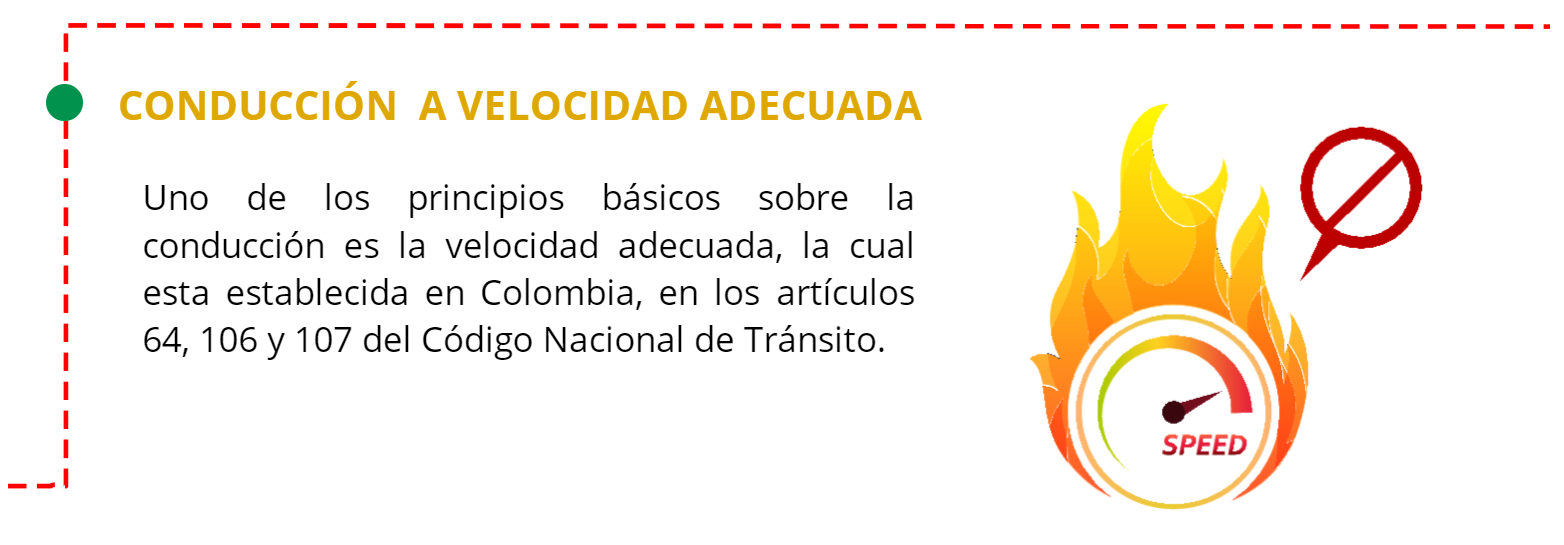 CONDUCCIÓN A VELOCIDAD ADECUADA
Uno de los principios básicos sobre la
conducción es la velocidad adecuada, la cual
esta establecida en Colombia, en los artículos
64, 106 y 107 del Código Nacional de Tránsito.
SPEED